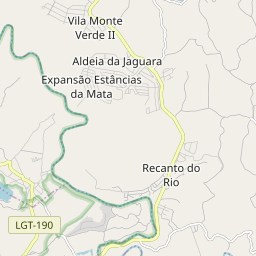 Vila Monte
Verde II
Aldeia da Jaguara
Expansão Estâncias
da Mata
Recanto do
Rio
LGT-190